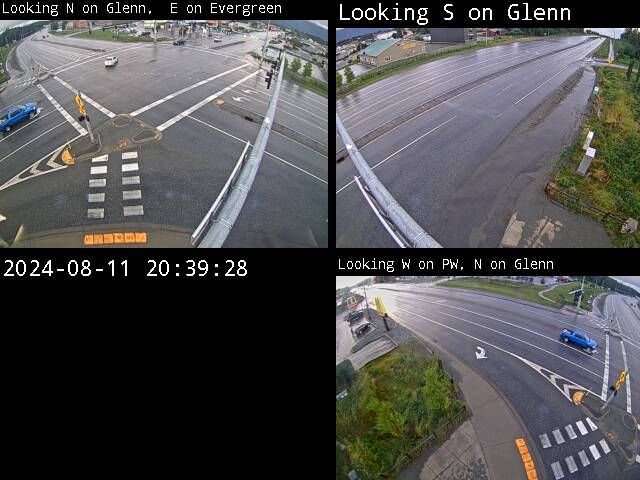 Looking N on Glenn,  E on Evergreen
Looking S on Glenn
2024-08-11 20:39:28
Looking W on PW, N on Glenn